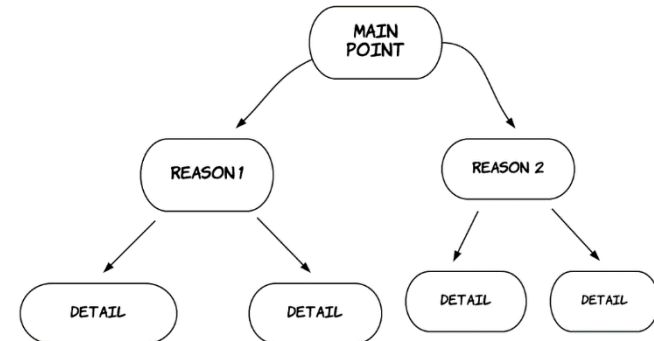 MAIN
POINT
REASON 1
REASON 2
DETAIL
DETAIL
DETAIL
DETAIL